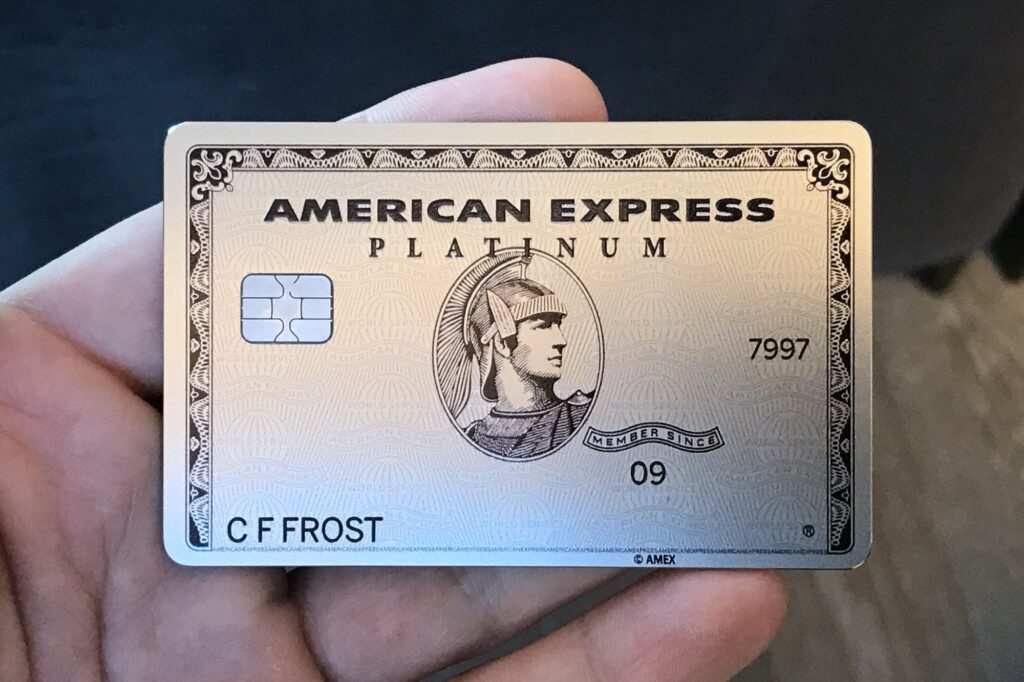 AMERICAN EXPRESS
PLATINUM
7997
MEMBER SINCE
09
C F FROST
®
© AMEX